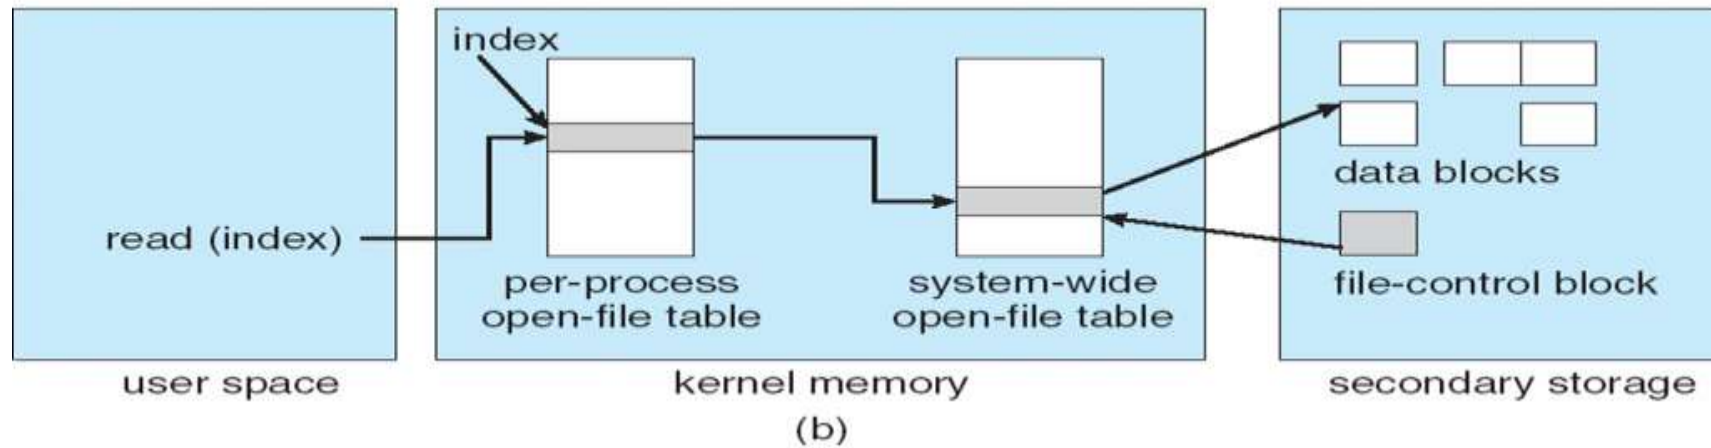 index
read (index)
per-process
open-file table
system-wide
open-file table
data blocks
file-control block
user space
kernel memory
secondary storage
(b)